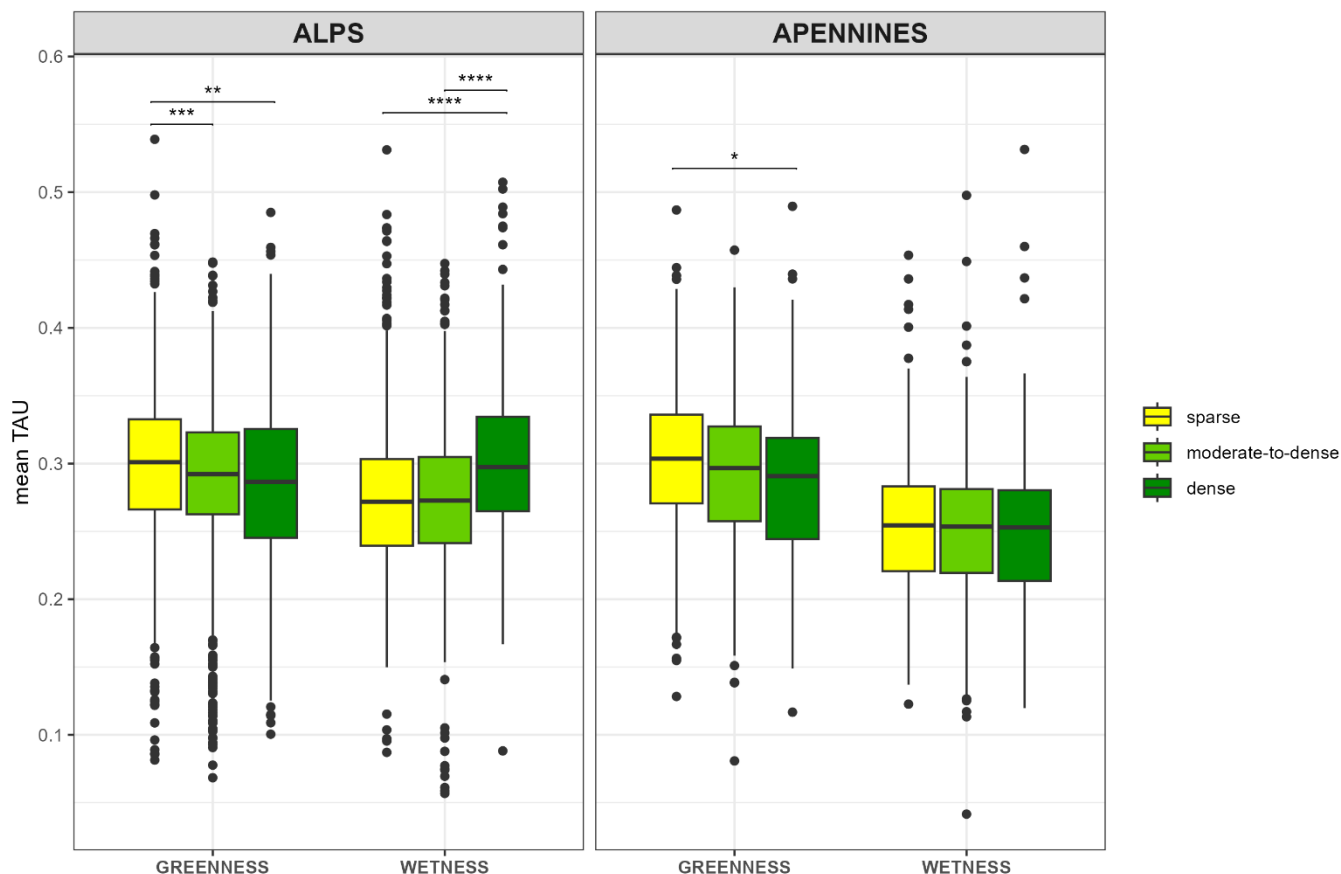 ALPS
APENNINES
mean TAU
0.6
0.5
0.4
0.3
0.2
0.1
****
**
****
***
*
GREENNESS
WETNESS
GREENNESS
WETNESS
sparse
moderate-to-dense
dense